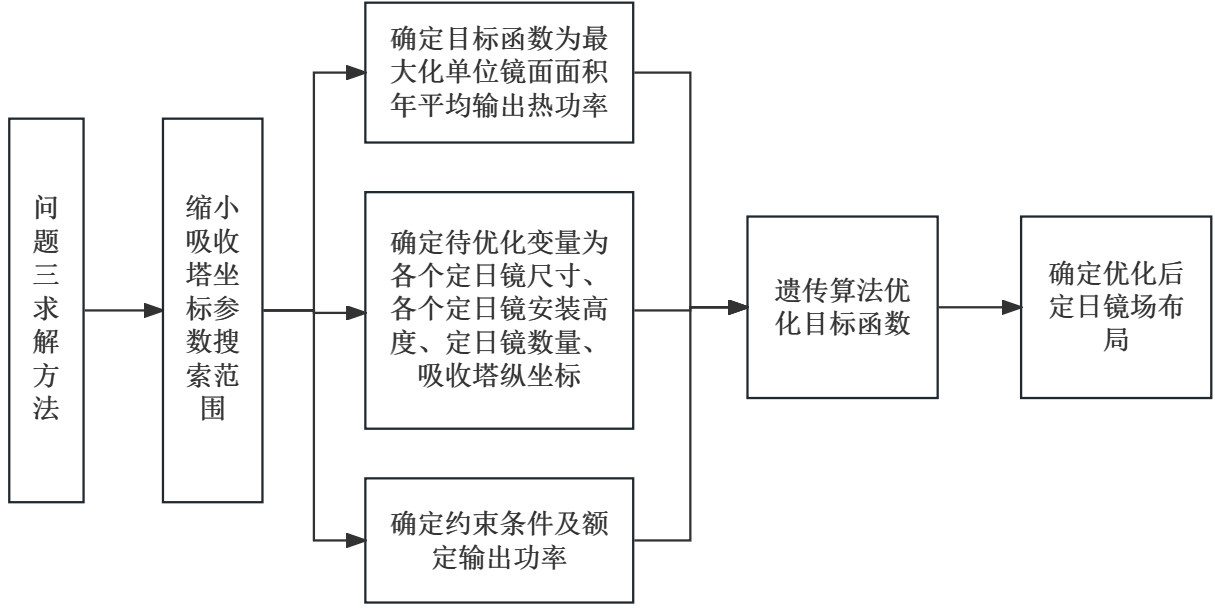 问
题
三
求
解
方
法
缩小
吸收
塔坐
标参
数搜
索范
围
确定目标函数为最
大化单位镜面面积
年平均输出热功率
确定待优化变量为
各个定日镜尺寸、
各个定日镜安装高
度、定日镜数量、
吸收塔纵坐标
确定约束条件及额
定输出功率
遗传算法优
化目标函数
确定优化后
定日镜场布
局